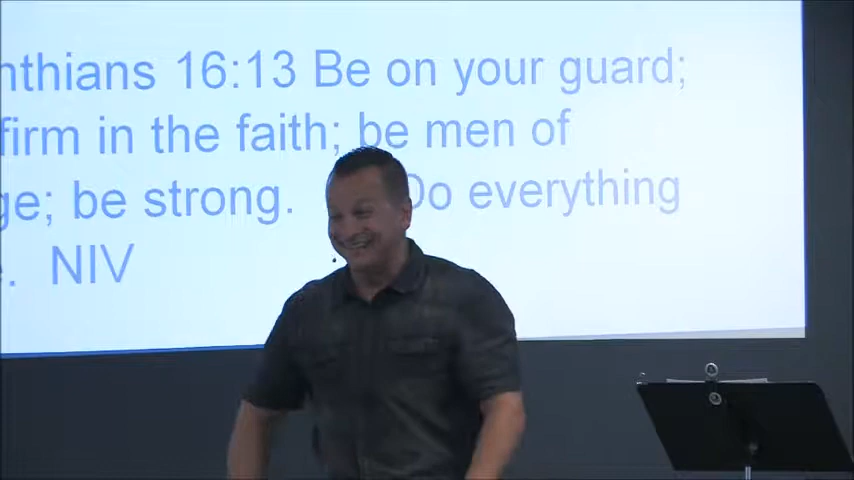 nthians 16:13 Be on your guard;
firm in the faith; be men of
ge; be strong. Do everything
. NIV